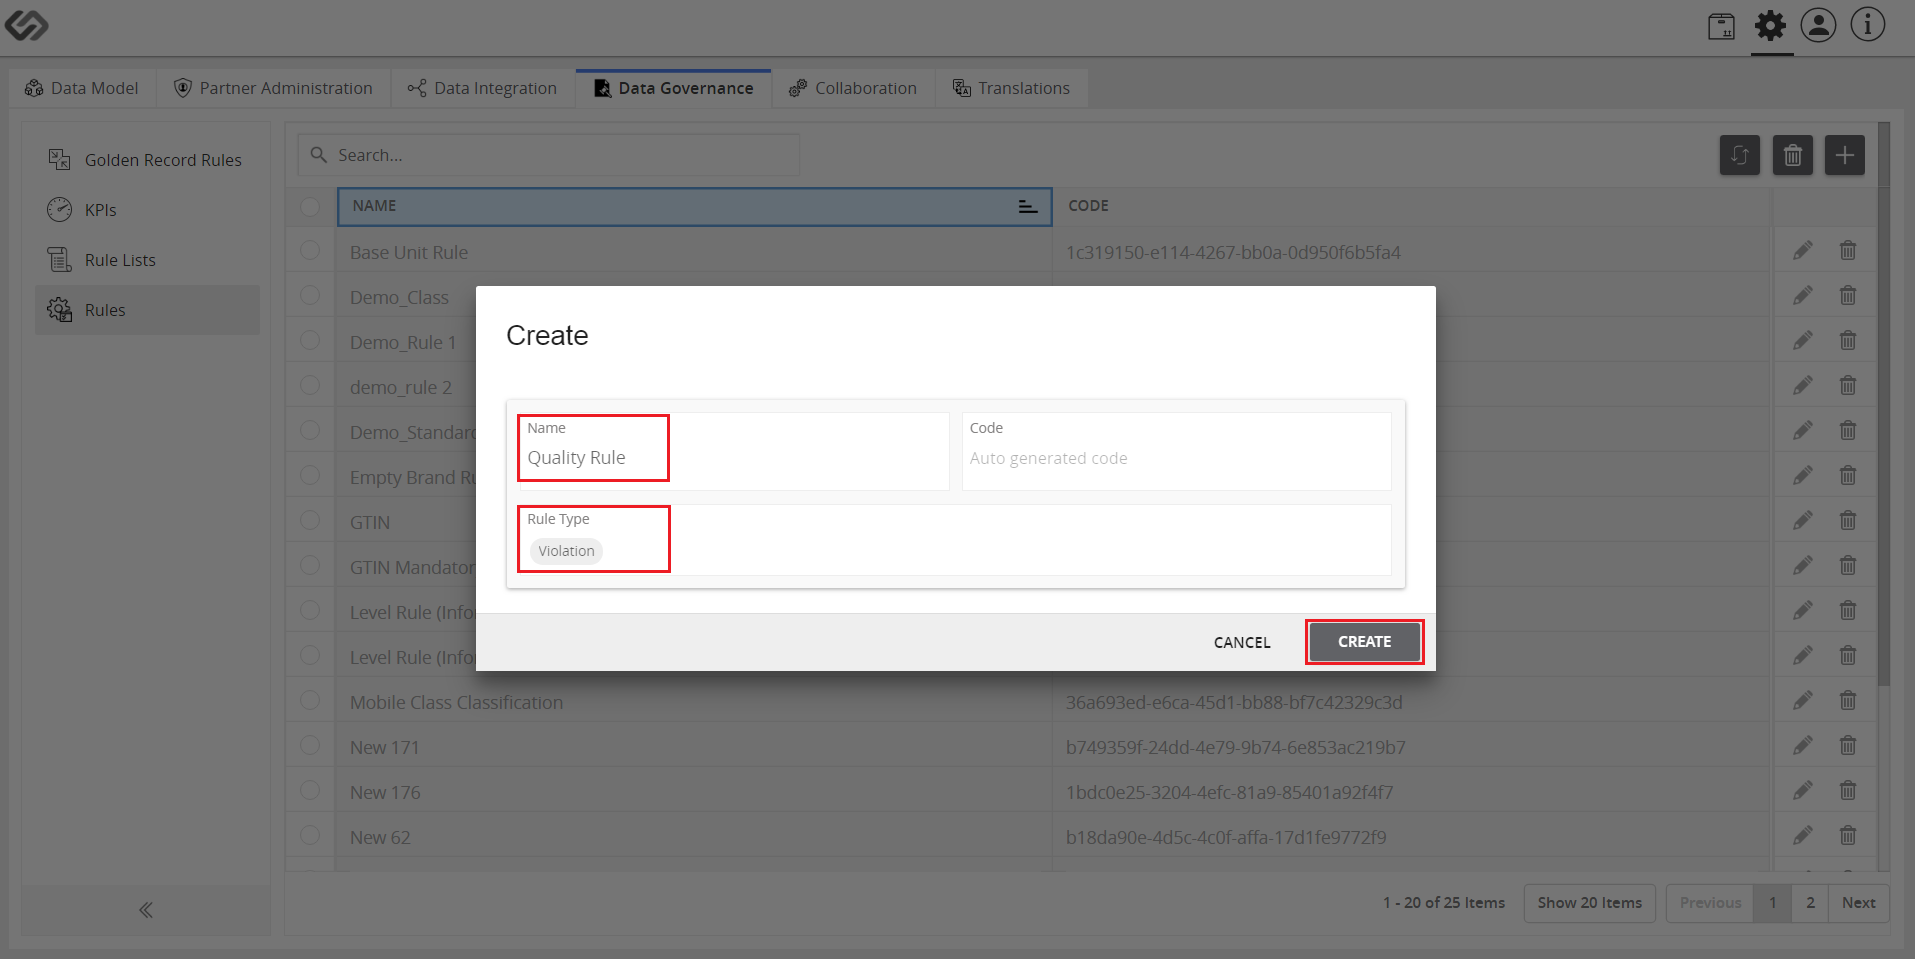 Data Model Partner Administration Data Integration Data Governance Collaboration Translations
Golden Record Rules
KPIs
Rule Lists
Rules
Search...
NAME CODE
Base Unit Rule 1c319150-e114-4267-bb0a-0d950f6b5fa4
Demo_Class
Demo_Rule 1
demo_rule 2
Demo_Standard
Empty Brand Ru
GTIN
GTIN Mandator
Level Rule (Info
Level Rule (Info
Mobile Class Classification 36a693ed-e6ca-45d1-bb88-bf7c42329c3d
New 171 b749359f-24dd-4e79-9b74-6e853ac219b7
New 176 1bdc0e25-3204-4efc-81a9-85401a92f4f7
New 62 b18da90e-4d5c-4c0f-affa-17d1fe9772f9
Create
Name Code
Quality Rule Auto generated code
Rule Type
Violation
CANCEL CREATE
1 - 20 of 25 Items Show 20 Items Previous 1 2 Next